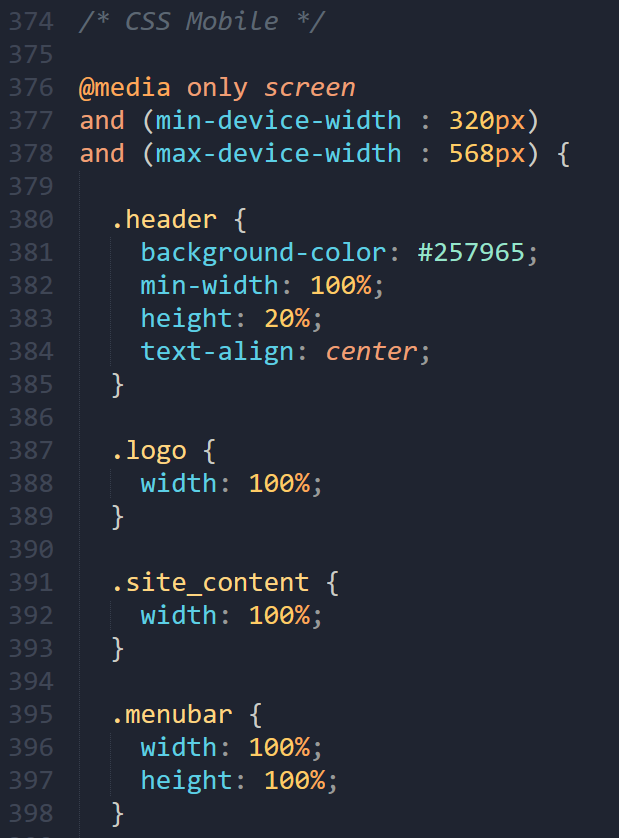 374 /* CSS Mobile */
375
376 @media only screen
377 and (min-device-width : 320px)
378 and (max-device-width : 568px) {
379
380 .header {
381 background-color: #257965;
382 min-width: 100%;
383 height: 20%;
384 text-align: center;
385 }
386
387 .logo {
388 width: 100%;
389 }
390
391 .site_content {
392 width: 100%;
393 }
394
395 .menubar {
396 width: 100%;
397 height: 100%;
398 }